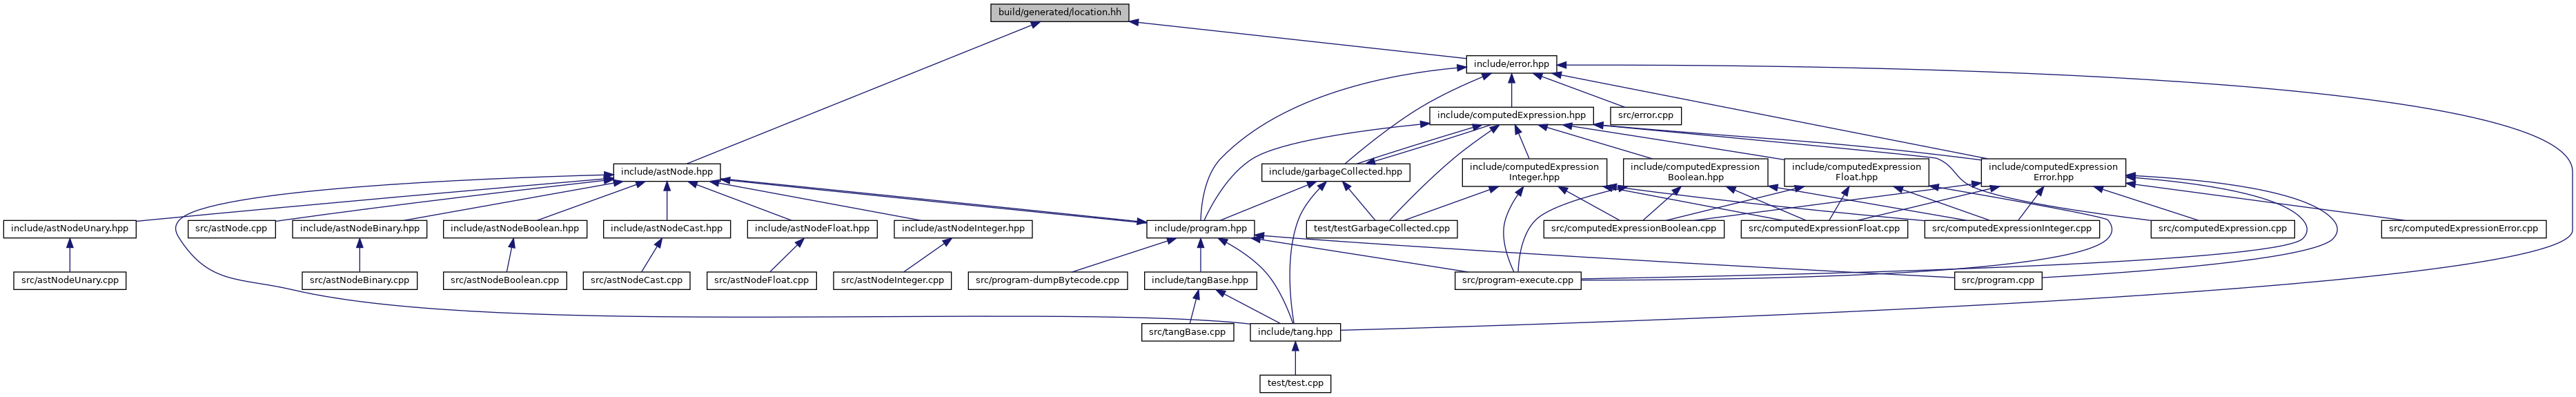 build/generated/location.hh
include/error.hpp
include/computedExpression.hpp
src/error.cpp
include/astNode.hpp
include/garbageCollected.hpp
include/computedExpression
Integer.hpp
include/computedExpression
Boolean.hpp
include/computedExpression
Float.hpp
include/computedExpression
Error.hpp
include/astNodeUnary.hpp
src/astNode.cpp
include/astNodeBinary.hpp
include/astNodeBoolean.hpp
include/astNodeCast.hpp
include/astNodeFloat.hpp
include/astNodeInteger.hpp
include/program.hpp
test/testGarbageCollected.cpp
src/computedExpressionBoolean.cpp
src/computedExpressionFloat.cpp
src/computedExpressionInteger.cpp
src/computedExpression.cpp
src/computedExpressionError.cpp
src/astNodeUnary.cpp
src/astNodeBinary.cpp
src/astNodeBoolean.cpp
src/astNodeCast.cpp
src/astNodeFloat.cpp
src/astNodeInteger.cpp
src/program-dumpBytecode.cpp
include/tangBase.hpp
src/program-execute.cpp
src/program.cpp
src/tangBase.cpp
include/tang.hpp
test/test.cpp